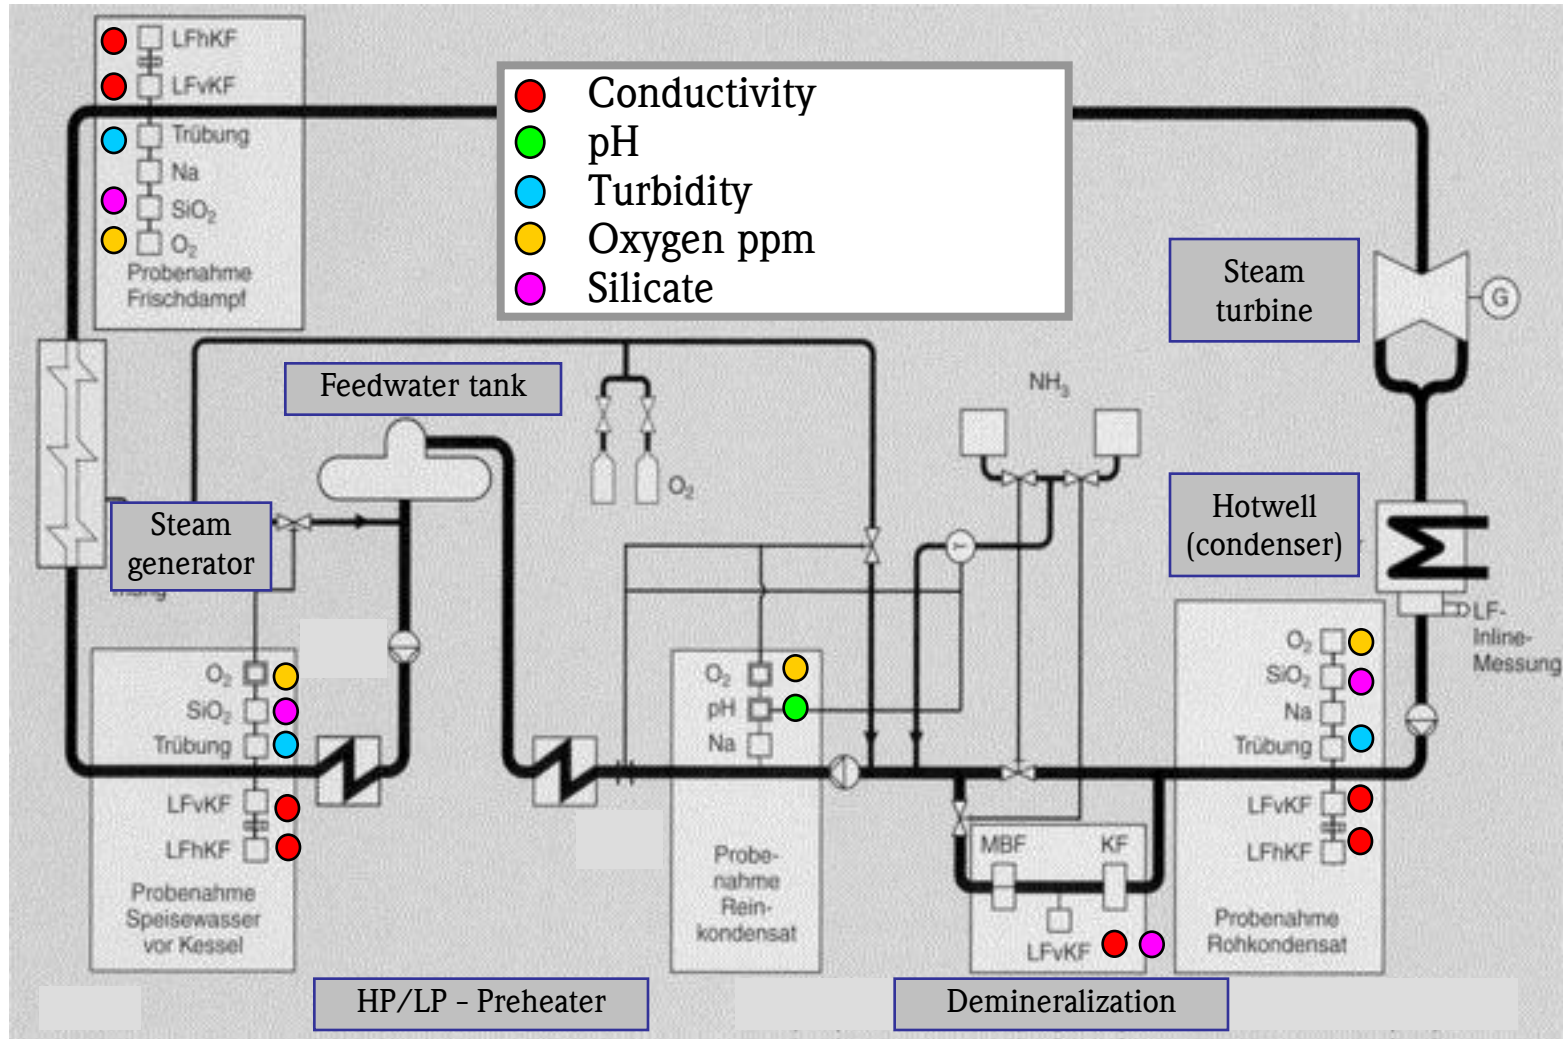 LFhKF
LFvKF
Trübung
Na
SiO₂
O₂
Probenahme
Frischdampf
Conductivity
pH
Turbidity
Oxygen ppm
Silicate
Steam
turbine
G
Feedwater tank
NH₃
O₂
Steam
generator
Hotwell
(condenser)
LF-
Inline-
Messung
O₂
SiO₂
Trübung
LFvKF
LFhKF
Probenahme
Speisewasser
vor Kessel
O₂
pH
Na
Probe-
nahme
Rein-
kondensat
MBF KF
LFvKF
O₂
SiO₂
Na
Trübung
LFvKF
LFhKF
Probenahme
Rohkondensat
HP/LP – Preheater
Demineralization